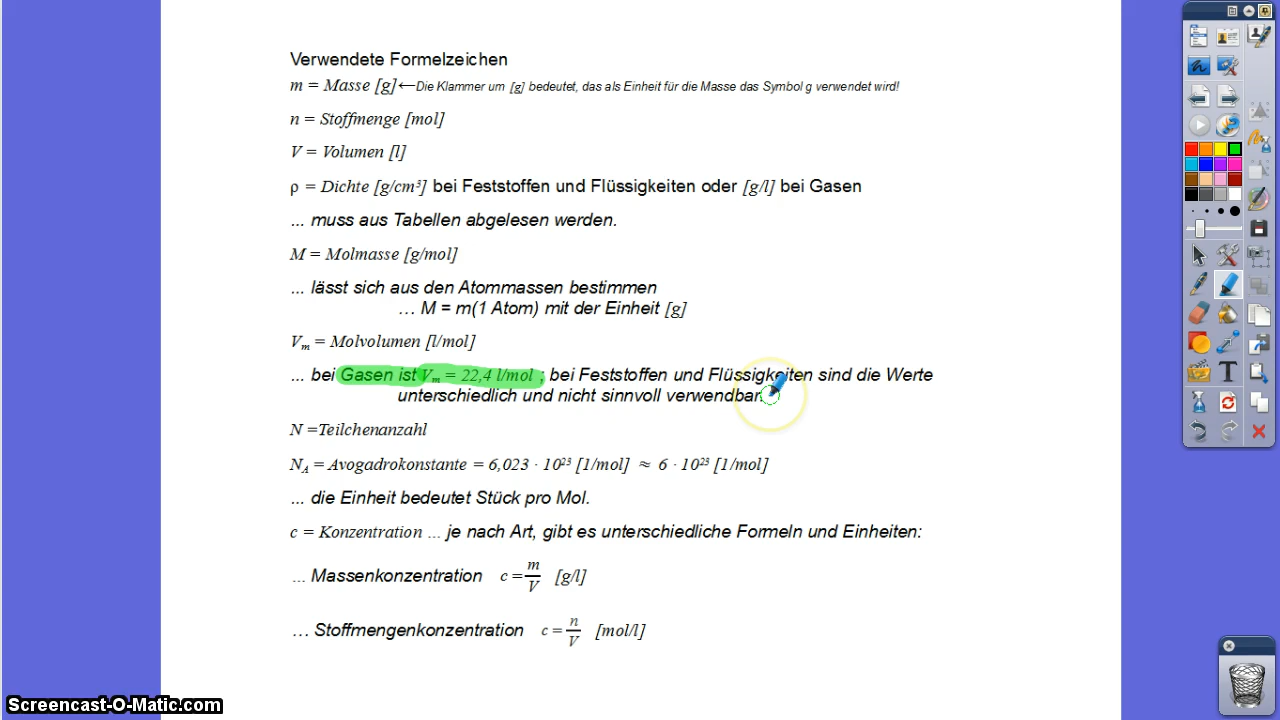 Verwendete Formelzeichen
m = Masse [g]←Die Klammer um [g] bedeutet, das als Einheit für die Masse das Symbol g verwendet wird!
n = Stoffmenge [mol]
V = Volumen [l]
ρ = Dichte [g/cm³] bei Feststoffen und Flüssigkeiten oder [g/l] bei Gasen
... muss aus Tabellen abgelesen werden.
M = Molmasse [g/mol]
... lässt sich aus den Atommassen bestimmen
... M = m(1 Atom) mit der Einheit [g]
Vₘ = Molvolumen [l/mol]
... bei Gasen ist Vₘ = 22,4 l/mol ; bei Feststoffen und Flüssigkeiten sind die Werte
unterschiedlich und nicht sinnvoll verwendbar.
N =Teilchenanzahl
N_A = Avogadrokonstante = 6,023 · 10²³ [1/mol] ≈ 6 · 10²³ [1/mol]
... die Einheit bedeutet Stück pro Mol.
c = Konzentration ... je nach Art, gibt es unterschiedliche Formeln und Einheiten:
... Massenkonzentration c = m/V [g/l]
... Stoffmengenkonzentration c = n/V [mol/l]
Screencast-O-Matic.com